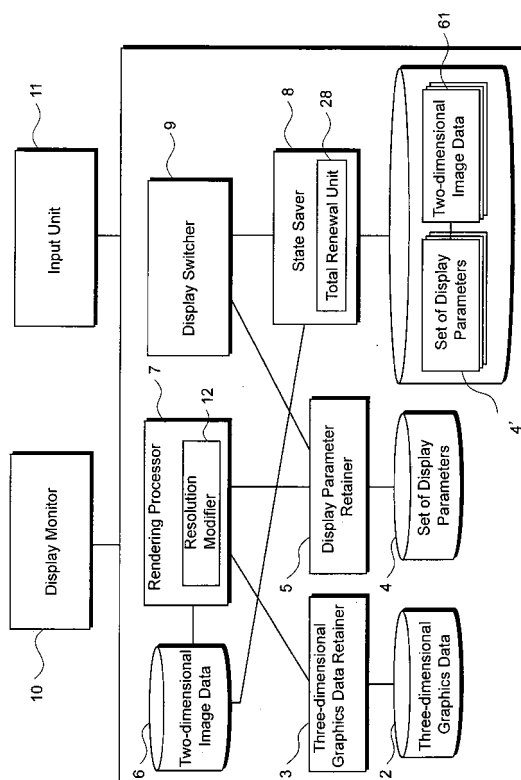 10
Display Monitor
11
Input Unit
6
Two-dimensional
Image Data
7
Rendering Processor
12
Resolution
Modifier
9
Display Switcher
8
State Saver
28
Total Renewal Unit
3
Three-dimensional
Graphics Data Retainer
5
Display Parameter
Retainer
2
Three-dimensional
Graphics Data
4
Set of Display
Parameters
4'
Set of Display
Parameters
61
Two-dimensional
Image Data